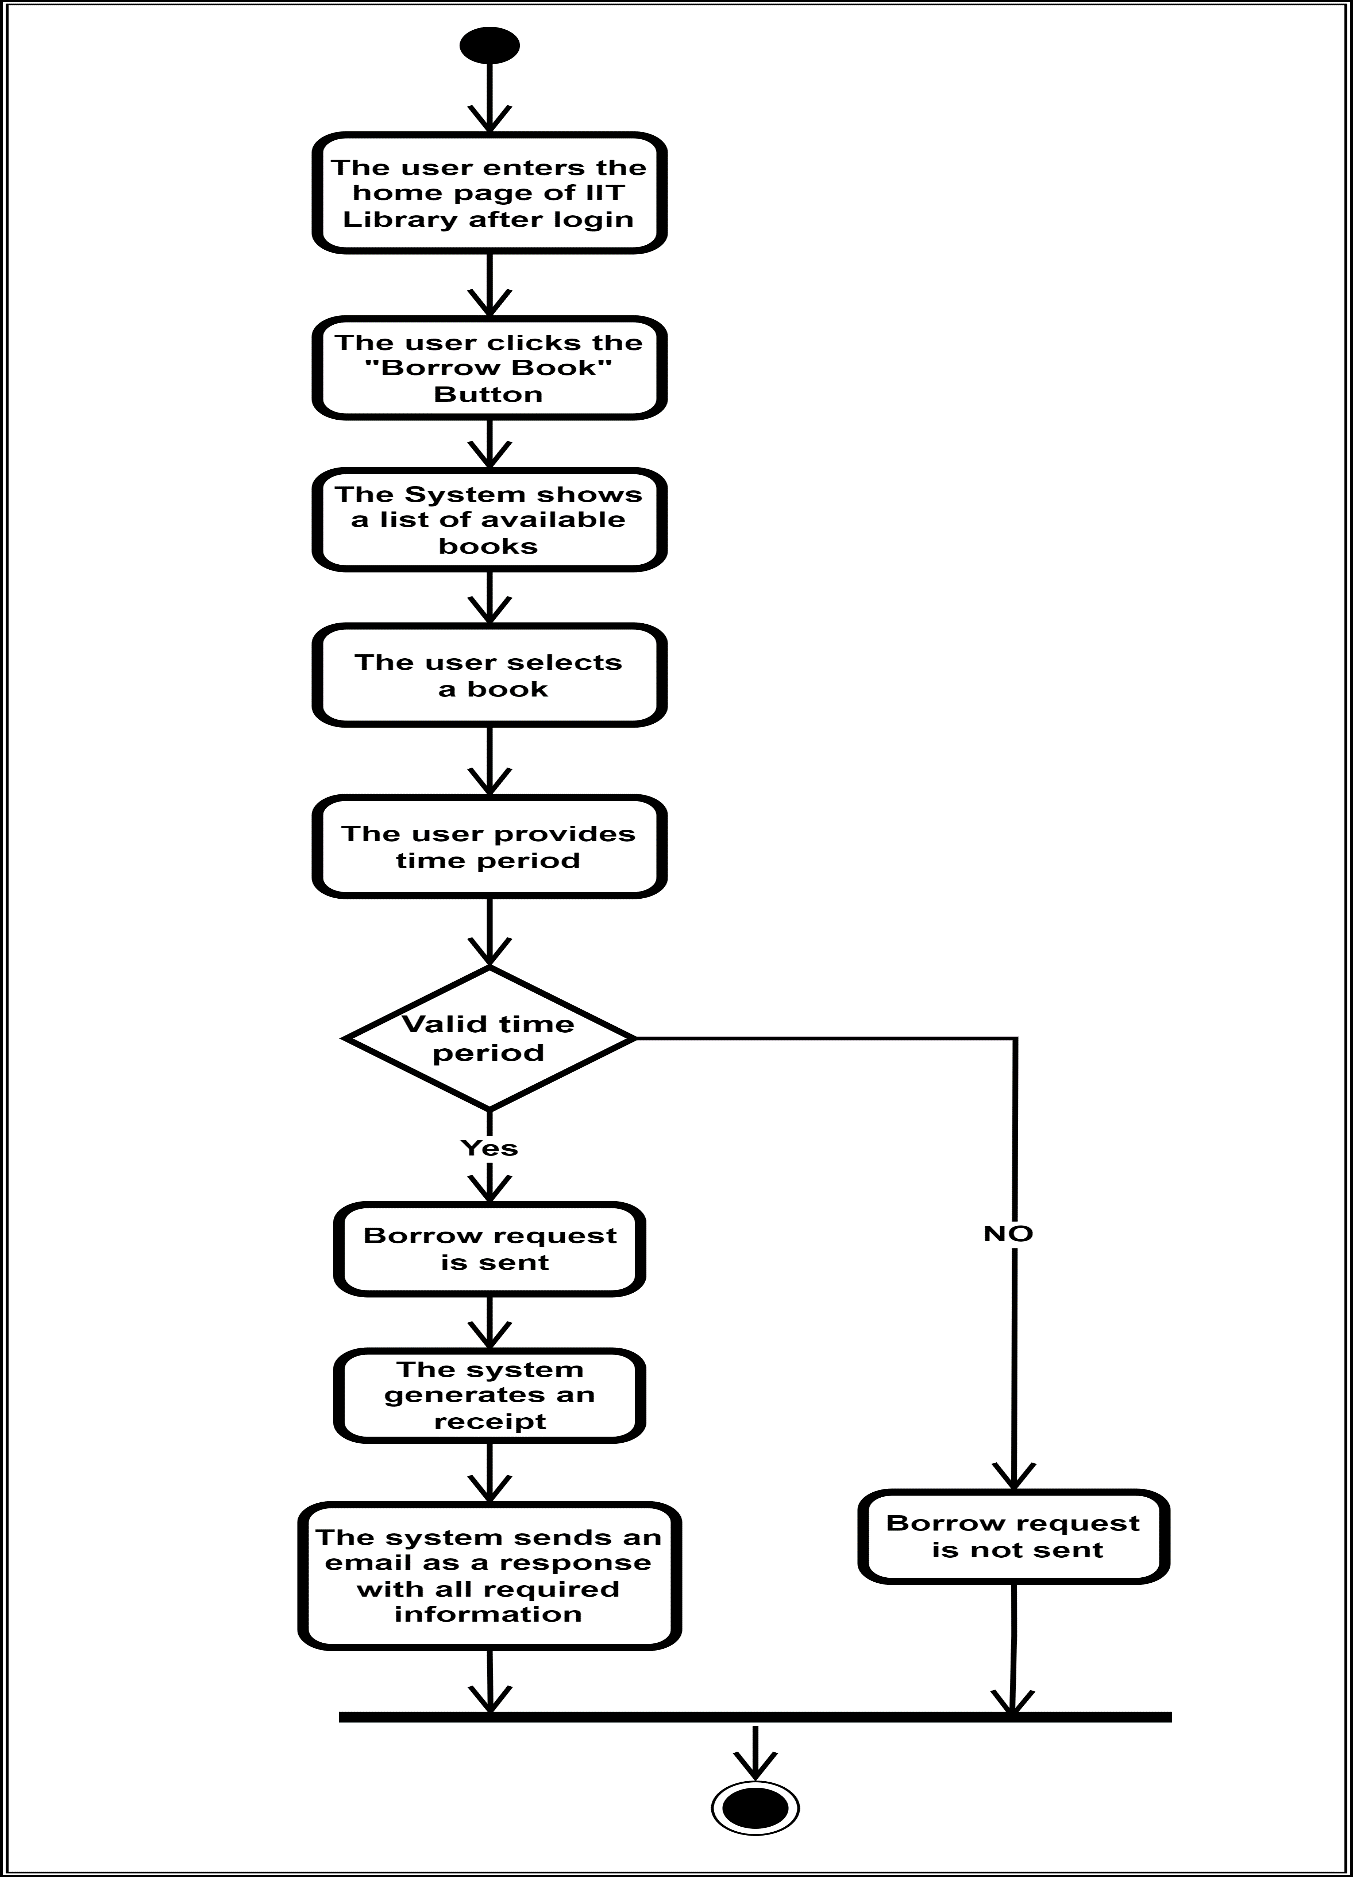 The user enters the
home page of IIT
Library after login
The user clicks the
"Borrow Book"
Button
The System shows
a list of available
books
The user selects
a book
The user provides
time period
Valid time
period
Yes
NO
Borrow request
is sent
The system
generates an
receipt
The system sends an
email as a response
with all required
information
Borrow request
is not sent